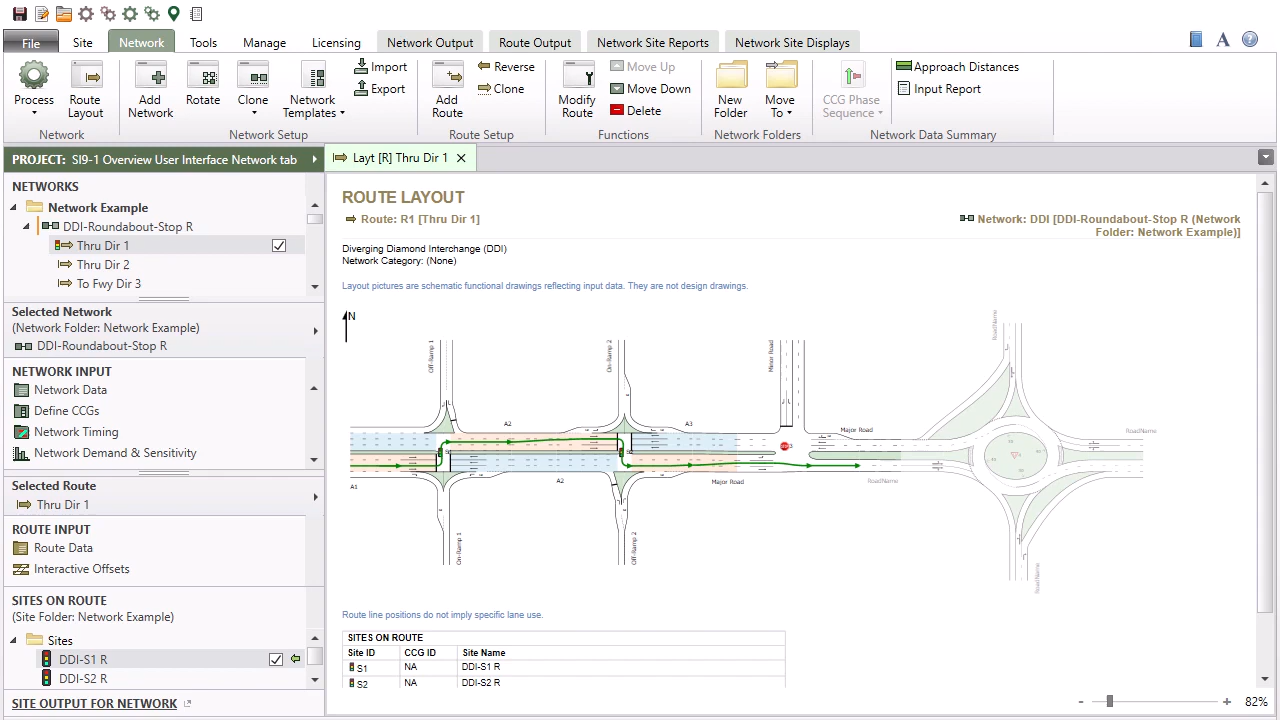 File Site Network Tools Manage Licensing Network Output Route Output Network Site Reports Network Site Displays
Process
Route Layout
Network
Add Network
Rotate
Clone
Network Templates
Import
Export
Network Setup
Add Route
Reverse
Clone
Route Setup
Modify Route
Move Up
Move Down
Delete
Functions
New Folder
Move To
Network Folders
CCG Phase Sequence
Approach Distances
Input Report
Network Data Summary
PROJECT: SI9-1 Overview User Interface Network tab
NETWORKS
Network Example
DDI-Roundabout-Stop R
Thru Dir 1
Thru Dir 2
To Fwy Dir 3
Selected Network
(Network Folder: Network Example)
DDI-Roundabout-Stop R
NETWORK INPUT
Network Data
Define CCGs
Network Timing
Network Demand & Sensitivity
Selected Route
Thru Dir 1
ROUTE INPUT
Route Data
Interactive Offsets
SITES ON ROUTE
(Site Folder: Network Example)
Sites
DDI-S1 R
DDI-S2 R
SITE OUTPUT FOR NETWORK
Layt [R] Thru Dir 1
ROUTE LAYOUT
Route: R1 [Thru Dir 1]
Network: DDI [DDI-Roundabout-Stop R (Network
Folder: Network Example)]
Diverging Diamond Interchange (DDI)
Network Category: (None)
Layout pictures are schematic functional drawings reflecting input data. They are not design drawings.
N
Off-Ramp 1
On-Ramp 2
Minor Road
RoadName
A2
A3
Major Road
RoadName
A1
A2
Major Road
RoadName
On-Ramp 1
Off-Ramp 2
RoadName
Route line positions do not imply specific lane use.
SITES ON ROUTE
Site ID CCG ID Site Name
S1 NA DDI-S1 R
S2 NA DDI-S2 R
82%